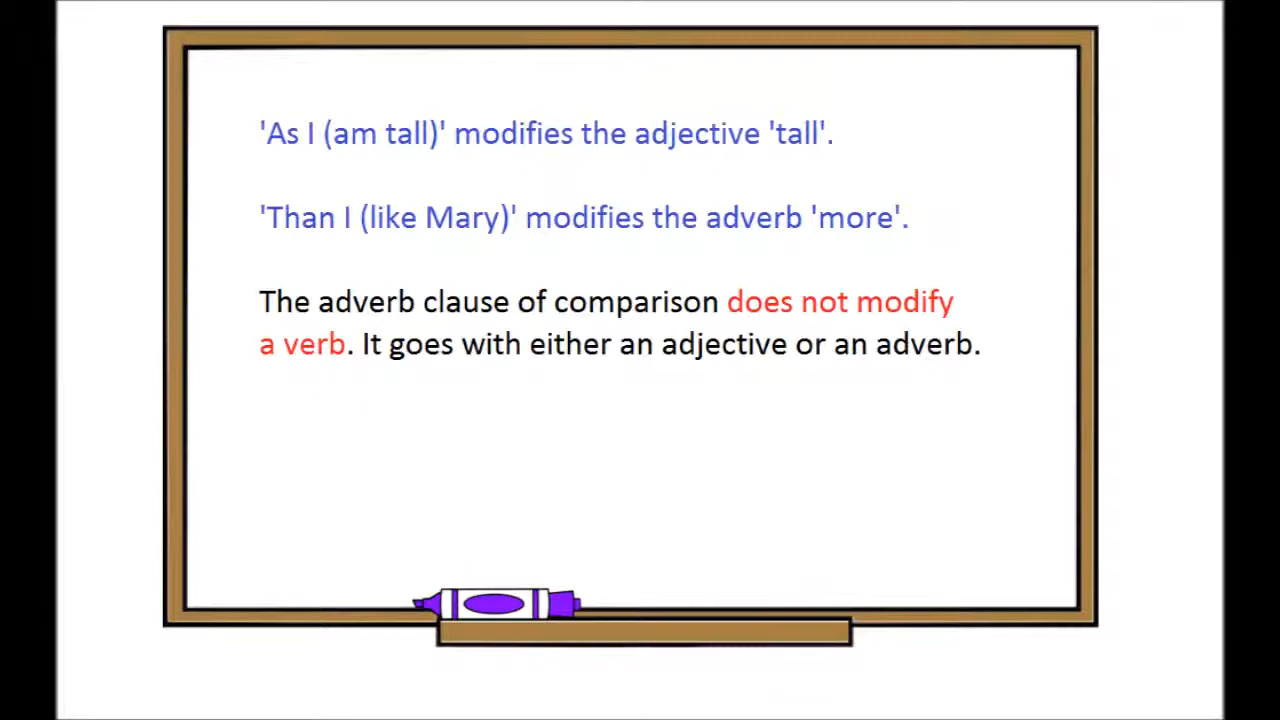 'As I (am tall)' modifies the adjective 'tall'.
'Than I (like Mary)' modifies the adverb 'more'.
The adverb clause of comparison does not modify
a verb. It goes with either an adjective or an adverb.